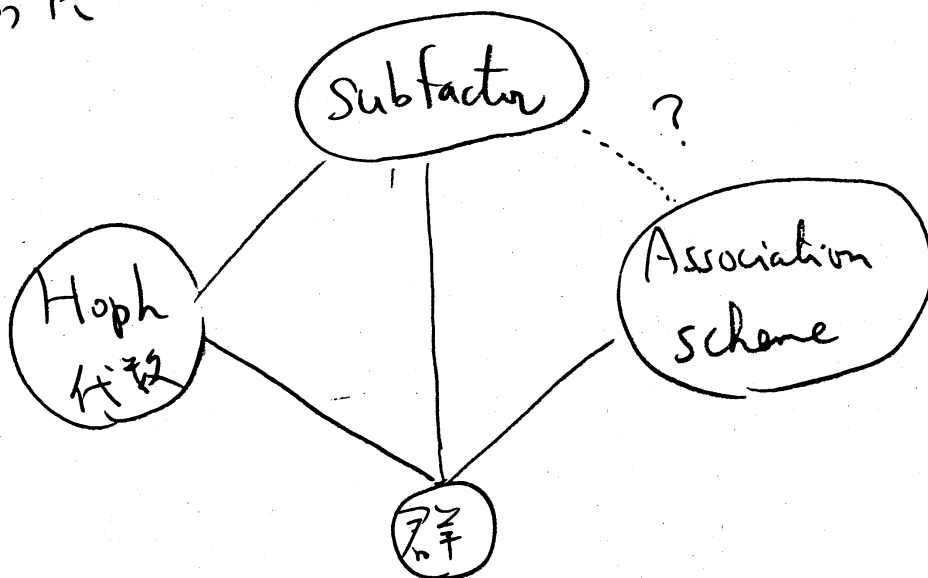 Subfactor
?
Association
scheme
Hoph
代数
群